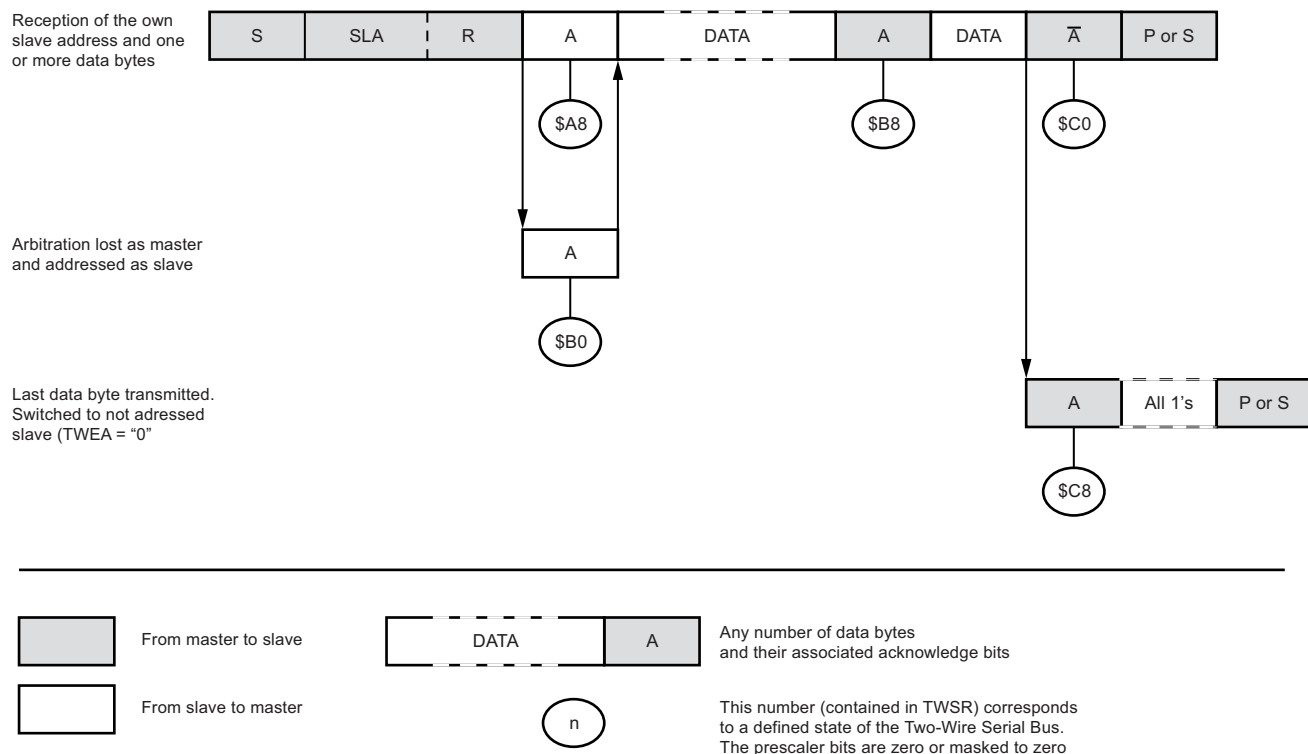 Reception of the own
slave address and one
or more data bytes
S SLA R A DATA A DATA A̅ P or S
$A8 $B8 $C0
Arbitration lost as master
and addressed as slave
A
$B0
Last data byte transmitted.
Switched to not adressed
slave (TWEA = “0”
A All 1's P or S
$C8
From master to slave
DATA A
Any number of data bytes
and their associated acknowledge bits
From slave to master
n
This number (contained in TWSR) corresponds
to a defined state of the Two-Wire Serial Bus.
The prescaler bits are zero or masked to zero